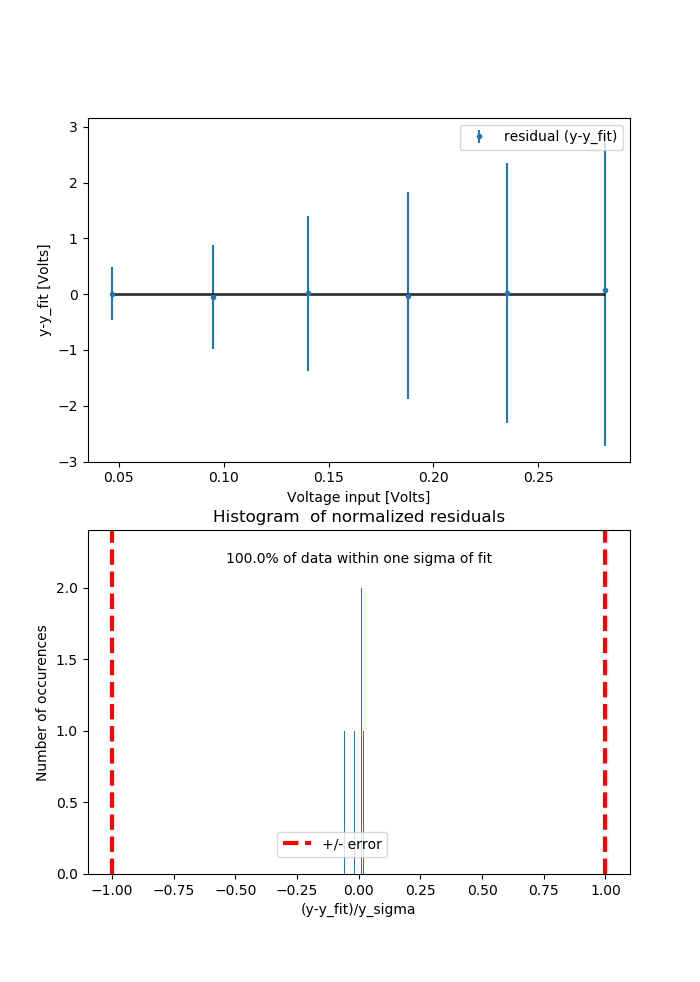 residual (y-y_fit)
3
2
1
0
−1
−2
−3
y-y_fit [Volts]
0.05 0.10 0.15 0.20 0.25
Voltage input [Volts]
Histogram  of normalized residuals
100.0% of data within one sigma of fit
2.0
1.5
1.0
0.5
0.0
Number of occurences
+/- error
−1.00 −0.75 −0.50 −0.25 0.00 0.25 0.50 0.75 1.00
(y-y_fit)/y_sigma